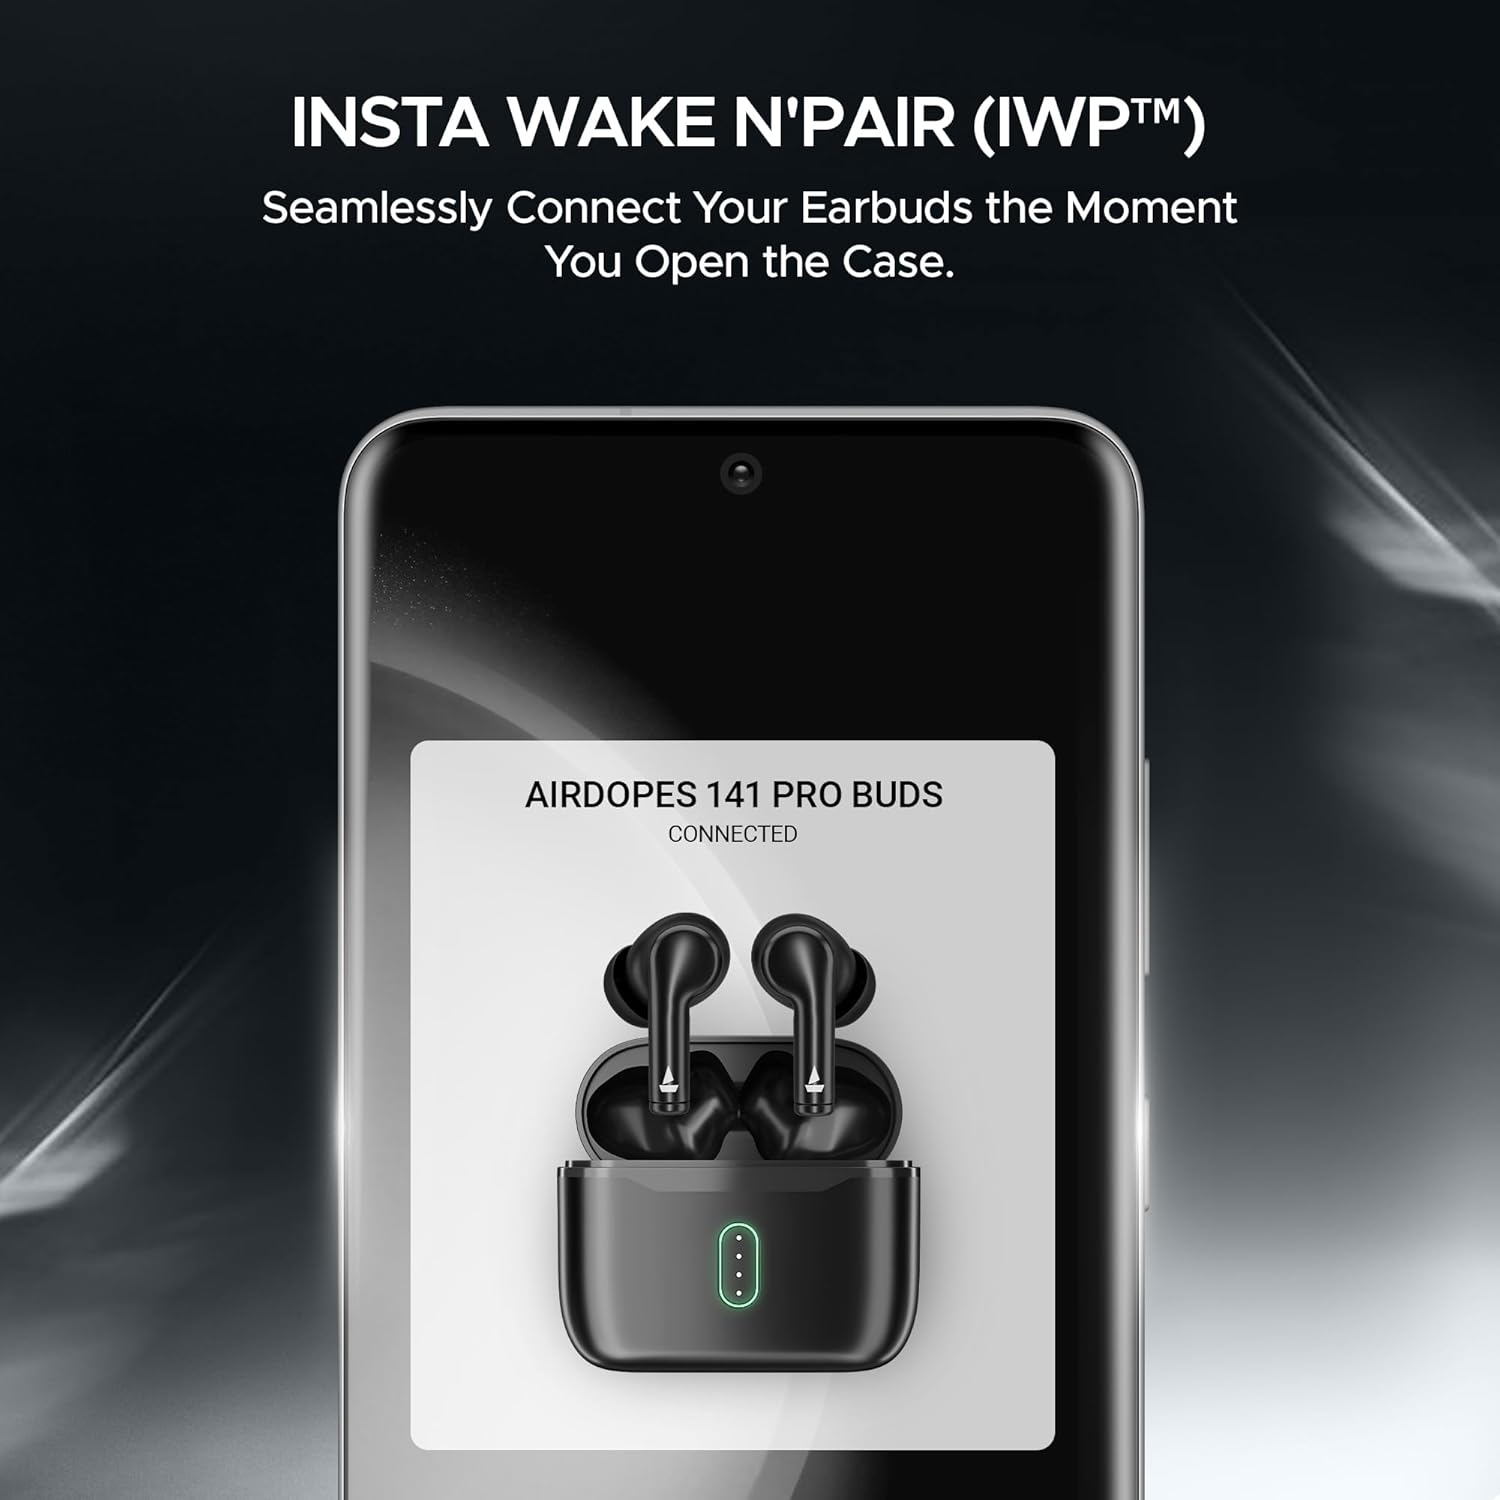 INSTA WAKE N'PAIR (IWP™)
Seamlessly Connect Your Earbuds the Moment
You Open the Case.
AIRDOPES 141 PRO BUDS
CONNECTED